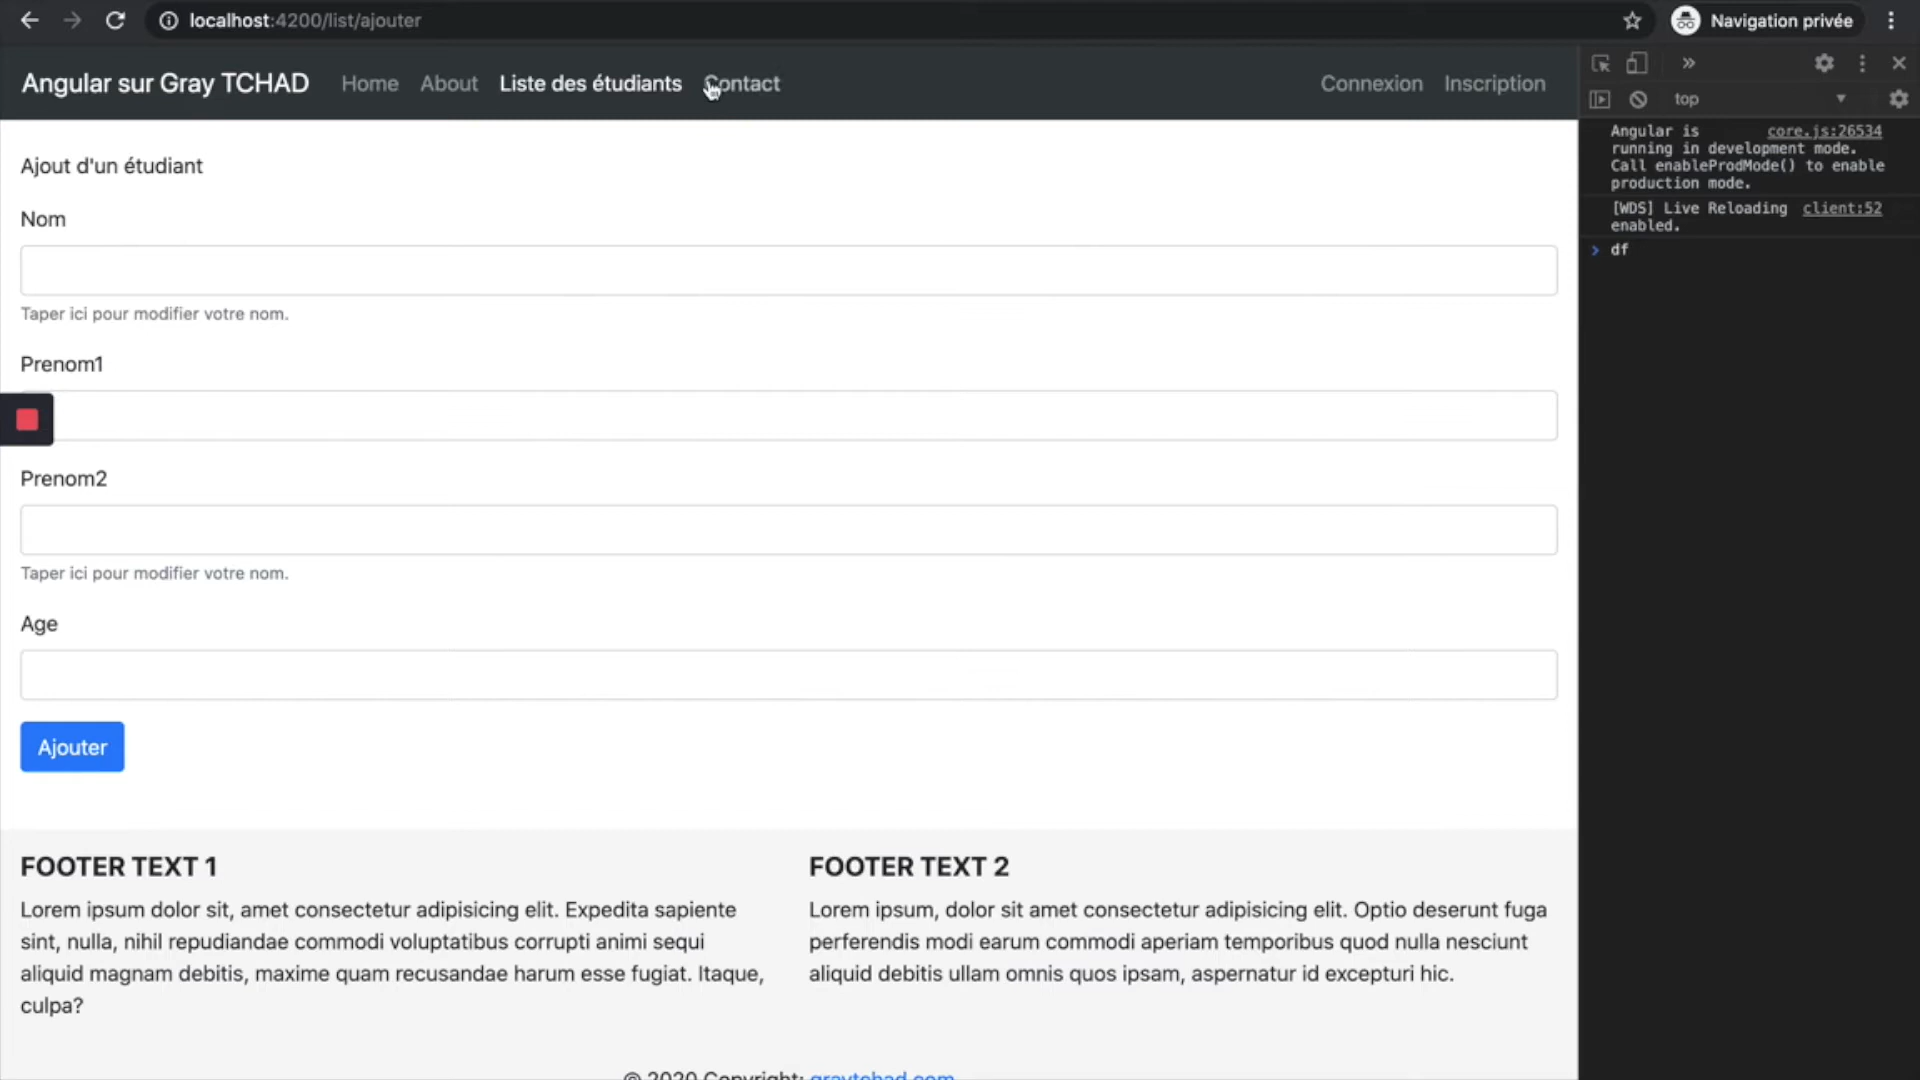 localhost:4200/list/ajouter
Navigation privée
Angular sur Gray TCHAD Home About Liste des étudiants Contact Connexion Inscription
Ajout d'un étudiant
Nom
Taper ici pour modifier votre nom.
Prenom1
Prenom2
Taper ici pour modifier votre nom.
Age
Ajouter
FOOTER TEXT 1
Lorem ipsum dolor sit, amet consectetur adipisicing elit. Expedita sapiente
sint, nulla, nihil repudiandae commodi voluptatibus corrupti animi sequi
aliquid magnam debitis, maxime quam recusandae harum esse fugiat. Itaque,
culpa?
FOOTER TEXT 2
Lorem ipsum, dolor sit amet consectetur adipisicing elit. Optio deserunt fuga
perferendis modi earum commodi aperiam temporibus quod nulla nesciunt
aliquid debitis ullam omnis quos ipsam, aspernatur id excepturi hic.
© 2020 Copyright: graytchad.com
top
Angular is core.js:26534
running in development mode.
Call enableProdMode() to enable
production mode.
[WDS] Live Reloading client:52
enabled.
> df